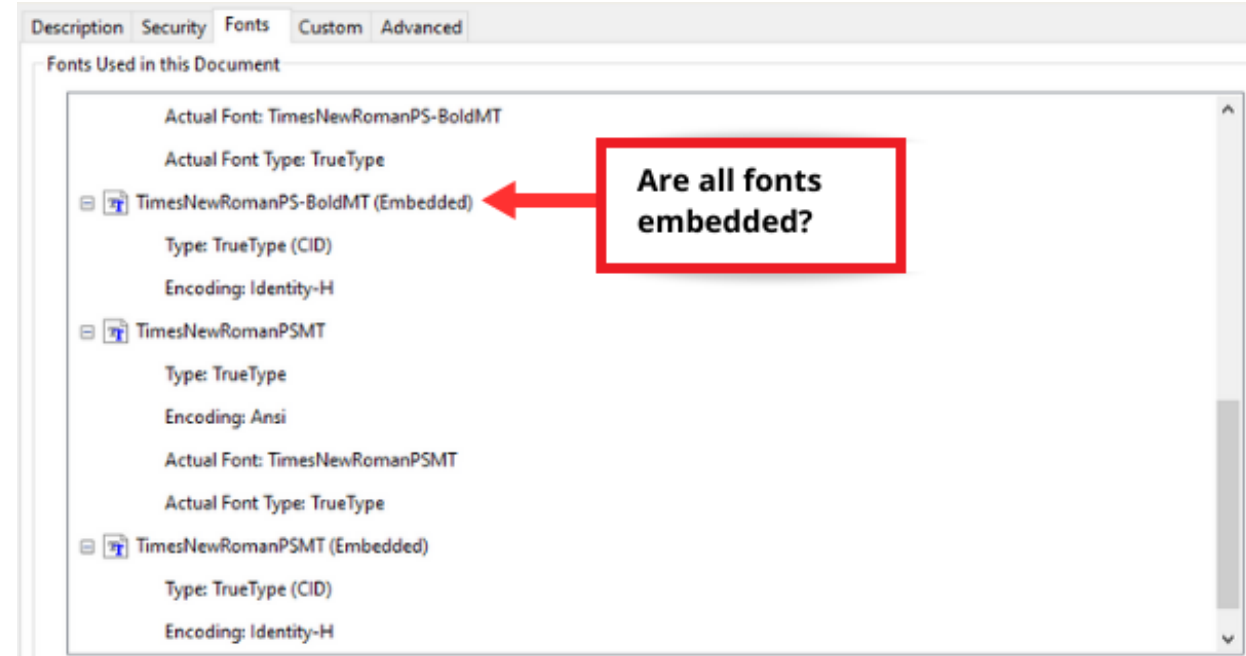 Description Security Fonts Custom Advanced
Fonts Used in this Document
Actual Font: TimesNewRomanPS-BoldMT
Actual Font Type: TrueType
TimesNewRomanPS-BoldMT (Embedded)
Are all fonts
embedded?
Type: TrueType (CID)
Encoding: Identity-H
TimesNewRomanPSMT
Type: TrueType
Encoding: Ansi
Actual Font: TimesNewRomanPSMT
Actual Font Type: TrueType
TimesNewRomanPSMT (Embedded)
Type: TrueType (CID)
Encoding: Identity-H